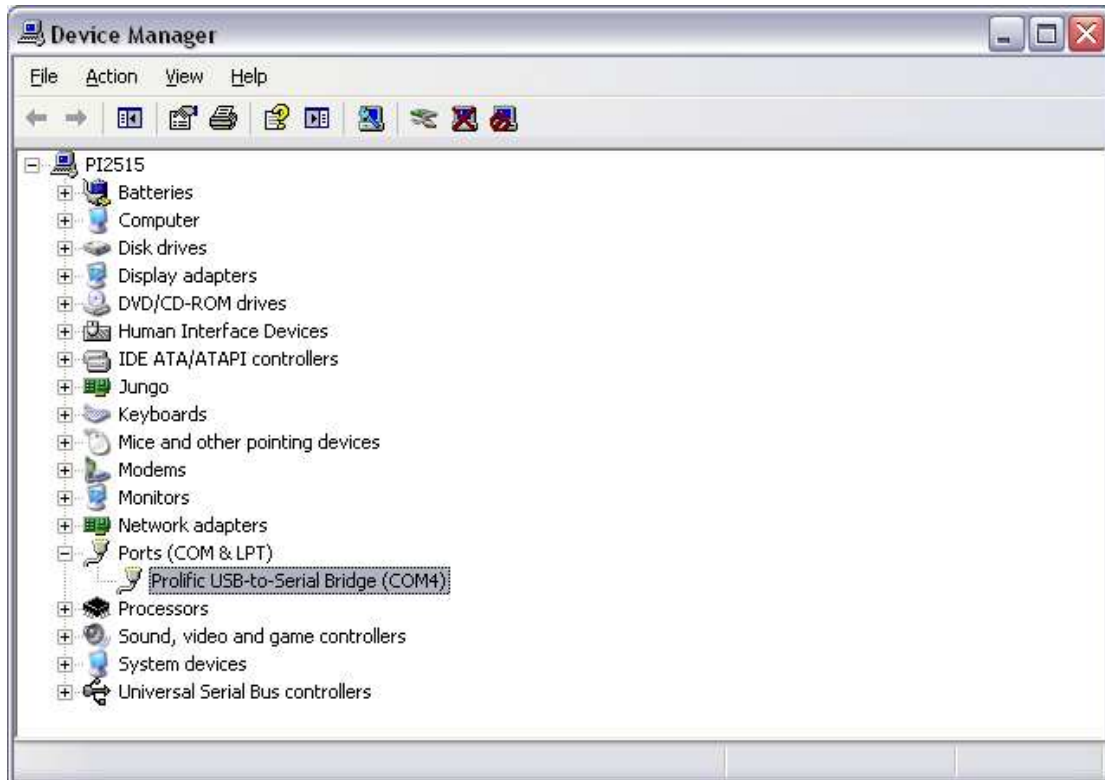 Device Manager
File Action View Help
PI2515
Batteries
Computer
Disk drives
Display adapters
DVD/CD-ROM drives
Human Interface Devices
IDE ATA/ATAPI controllers
Jungo
Keyboards
Mice and other pointing devices
Modems
Monitors
Network adapters
Ports (COM & LPT)
Prolific USB-to-Serial Bridge (COM4)
Processors
Sound, video and game controllers
System devices
Universal Serial Bus controllers